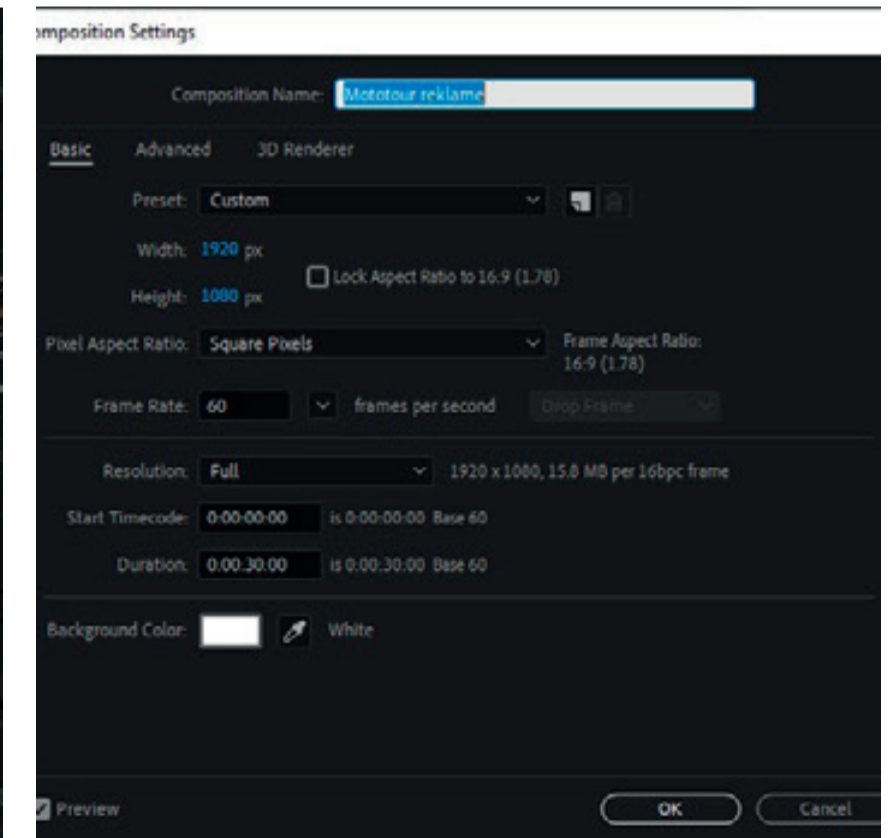 omposition Settings
Composition Name: Mototour reklame
Basic Advanced 3D Renderer
Preset: Custom
Width: 1920 px
Lock Aspect Ratio to 16:9 (1.78)
Height: 1080 px
Pixel Aspect Ratio: Square Pixels Frame Aspect Ratio:
16:9 (1.78)
Frame Rate: 60 frames per second Drop Frame
Resolution: Full 1920 x 1080, 15.8 MB per 16bpc frame
Start Timecode: 0:00:00:00 is 0:00:00:00 Base 60
Duration: 0:00:30:00 is 0:00:30:00 Base 60
Background Color: White
Preview OK Cancel